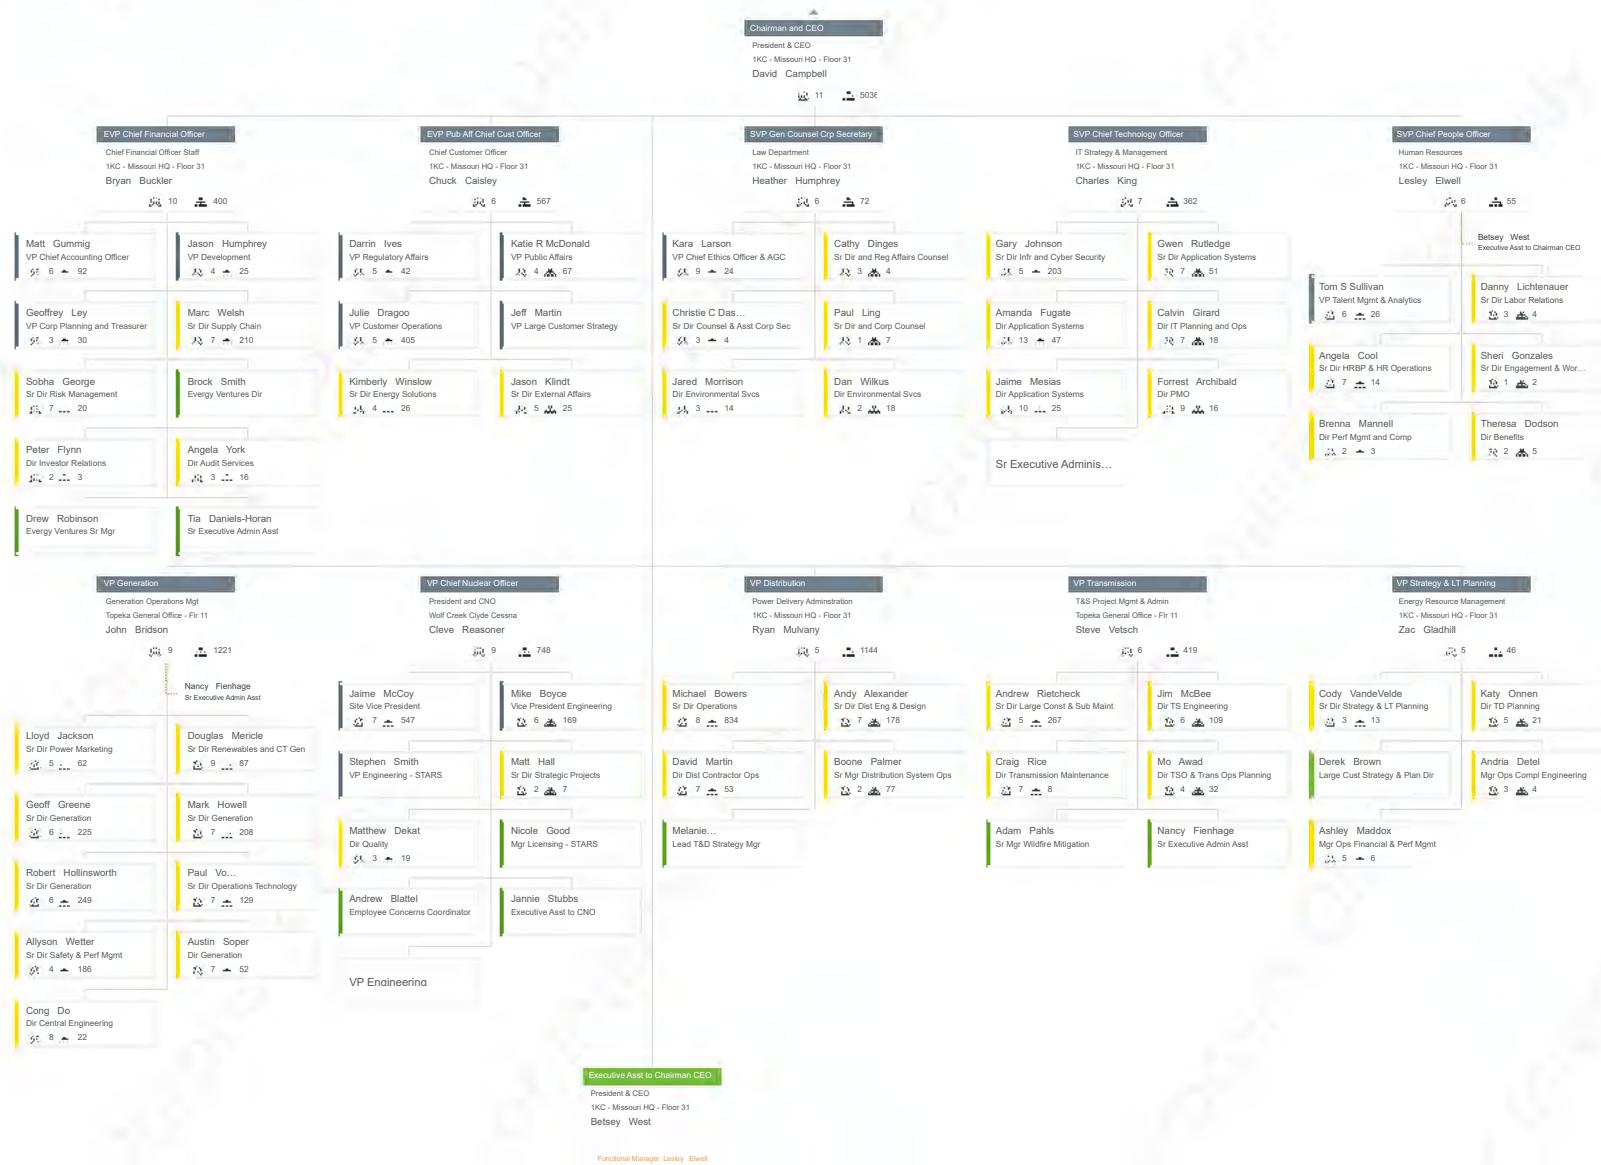 Chairman and CEO
President & CEO
1KC - Missouri HQ - Floor 31
David Campbell
11 5036
EVP Chief Financial Officer
Chief Financial Officer Staff
1KC - Missouri HQ - Floor 31
Bryan Buckler
10 400
Matt Gummig
VP Chief Accounting Officer
6 92
Jason Humphrey
VP Development
4 25
Geoffrey Ley
VP Corp Planning and Treasurer
3 30
Marc Welsh
Sr Dir Supply Chain
7 210
Sobha George
Sr Dir Risk Management
7 20
Brock Smith
Evergy Ventures Dir
Peter Flynn
Dir Investor Relations
2 3
Angela York
Dir Audit Services
3 16
Drew Robinson
Evergy Ventures Sr Mgr
Tia Daniels-Horan
Sr Executive Admin Asst
EVP Pub Aff Chief Cust Officer
Chief Customer Officer
1KC - Missouri HQ - Floor 31
Chuck Caisley
6 567
Darrin Ives
VP Regulatory Affairs
5 42
Katie R McDonald
VP Public Affairs
4 67
Julie Dragoo
VP Customer Operations
5 405
Jeff Martin
VP Large Customer Strategy
Kimberly Winslow
Sr Dir Energy Solutions
4 26
Jason Klindt
Sr Dir External Affairs
5 25
SVP Gen Counsel Crp Secretary
Law Department
1KC - Missouri HQ - Floor 31
Heather Humphrey
6 72
Kara Larson
VP Chief Ethics Officer & AGC
9 24
Cathy Dinges
Sr Dir and Reg Affairs Counsel
3 4
Christie C Das...
Sr Dir Counsel & Asst Corp Sec
3 4
Paul Ling
Sr Dir and Corp Counsel
1 7
Jared Morrison
Dir Environmental Svcs
3 14
Dan Wilkus
Dir Environmental Svcs
2 18
SVP Chief Technology Officer
IT Strategy & Management
1KC - Missouri HQ - Floor 31
Charles King
7 362
Gary Johnson
Sr Dir Infr and Cyber Security
5 203
Gwen Rutledge
Sr Dir Application Systems
7 51
Amanda Fugate
Dir Application Systems
13 47
Calvin Girard
Dir IT Planning and Ops
7 18
Jaime Mesias
Dir Application Systems
10 25
Forrest Archibald
Dir PMO
9 16
Sr Executive Adminis...
SVP Chief People Officer
Human Resources
1KC - Missouri HQ - Floor 31
Lesley Elwell
6 55
Betsey West
Executive Asst to Chairman CEO
Tom S Sullivan
VP Talent Mgmt & Analytics
6 26
Danny Lichtenauer
Sr Dir Labor Relations
3 4
Angela Cool
Sr Dir HRBP & HR Operations
7 14
Sheri Gonzales
Sr Dir Engagement & Wor...
1 2
Brenna Mannell
Dir Perf Mgmt and Comp
2 3
Theresa Dodson
Dir Benefits
2 5
VP Generation
Generation Operations Mgt
Topeka General Office - Flr 11
John Bridson
9 1221
Nancy Fienhage
Sr Executive Admin Asst
Lloyd Jackson
Sr Dir Power Marketing
5 62
Douglas Mericle
Sr Dir Renewables and CT Gen
9 87
Geoff Greene
Sr Dir Generation
6 225
Mark Howell
Sr Dir Generation
7 208
Robert Hollinsworth
Sr Dir Generation
6 249
Paul Vo...
Sr Dir Operations Technology
7 129
Allyson Wetter
Sr Dir Safety & Perf Mgmt
4 186
Austin Soper
Dir Generation
7 52
Cong Do
Dir Central Engineering
8 22
VP Chief Nuclear Officer
President and CNO
Wolf Creek Clyde Cessna
Cleve Reasoner
9 748
Jaime McCoy
Site Vice President
7 547
Mike Boyce
Vice President Engineering
6 169
Stephen Smith
VP Engineering - STARS
Matt Hall
Sr Dir Strategic Projects
2 7
Matthew Dekat
Dir Quality
3 19
Nicole Good
Mgr Licensing - STARS
Andrew Blattel
Employee Concerns Coordinator
Jannie Stubbs
Executive Asst to CNO
VP Engineering
VP Distribution
Power Delivery Adminstration
1KC - Missouri HQ - Floor 31
Ryan Mulvany
5 1144
Michael Bowers
Sr Dir Operations
8 834
Andy Alexander
Sr Dir Dist Eng & Design
7 178
David Martin
Dir Dist Contractor Ops
7 53
Boone Palmer
Sr Mgr Distribution System Ops
2 77
Melanie...
Lead T&D Strategy Mgr
VP Transmission
T&S Project Mgmt & Admin
Topeka General Office - Flr 11
Steve Vetsch
6 419
Andrew Rietcheck
Sr Dir Large Const & Sub Maint
5 267
Jim McBee
Dir TS Engineering
6 109
Craig Rice
Dir Transmission Maintenance
7 8
Mo Awad
Dir TSO & Trans Ops Planning
4 32
Adam Pahls
Sr Mgr Wildfire Mitigation
Nancy Fienhage
Sr Executive Admin Asst
VP Strategy & LT Planning
Energy Resource Management
1KC - Missouri HQ - Floor 31
Zac Gladhill
5 46
Cody VandeVelde
Sr Dir Strategy & LT Planning
3 13
Katy Onnen
Dir TD Planning
5 21
Derek Brown
Large Cust Strategy & Plan Dir
Andria Detel
Mgr Ops Compl Engineering
3 4
Ashley Maddox
Mgr Ops Financial & Perf Mgmt
5 6
Executive Asst to Chairman CEO
President & CEO
1KC - Missouri HQ - Floor 31
Betsey West
Functional Manager: Lesley Elwell